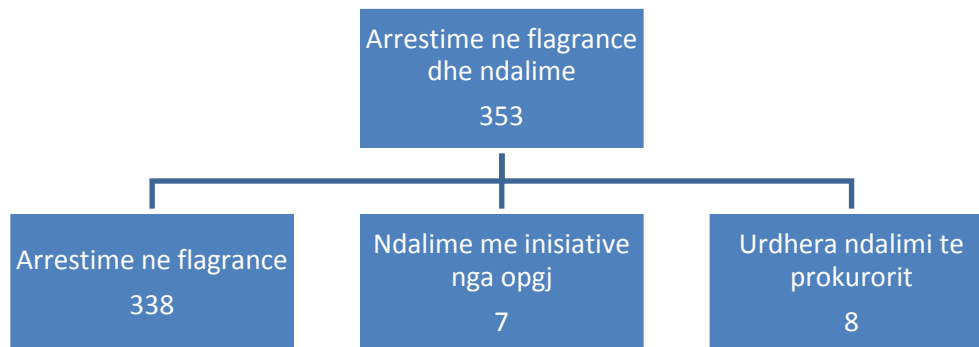 Arrestime ne flagrance
dhe ndalime
353
Arrestime ne flagrance
338
Ndalime me inisiative
nga opgj
7
Urdhera ndalimi te
prokurorit
8